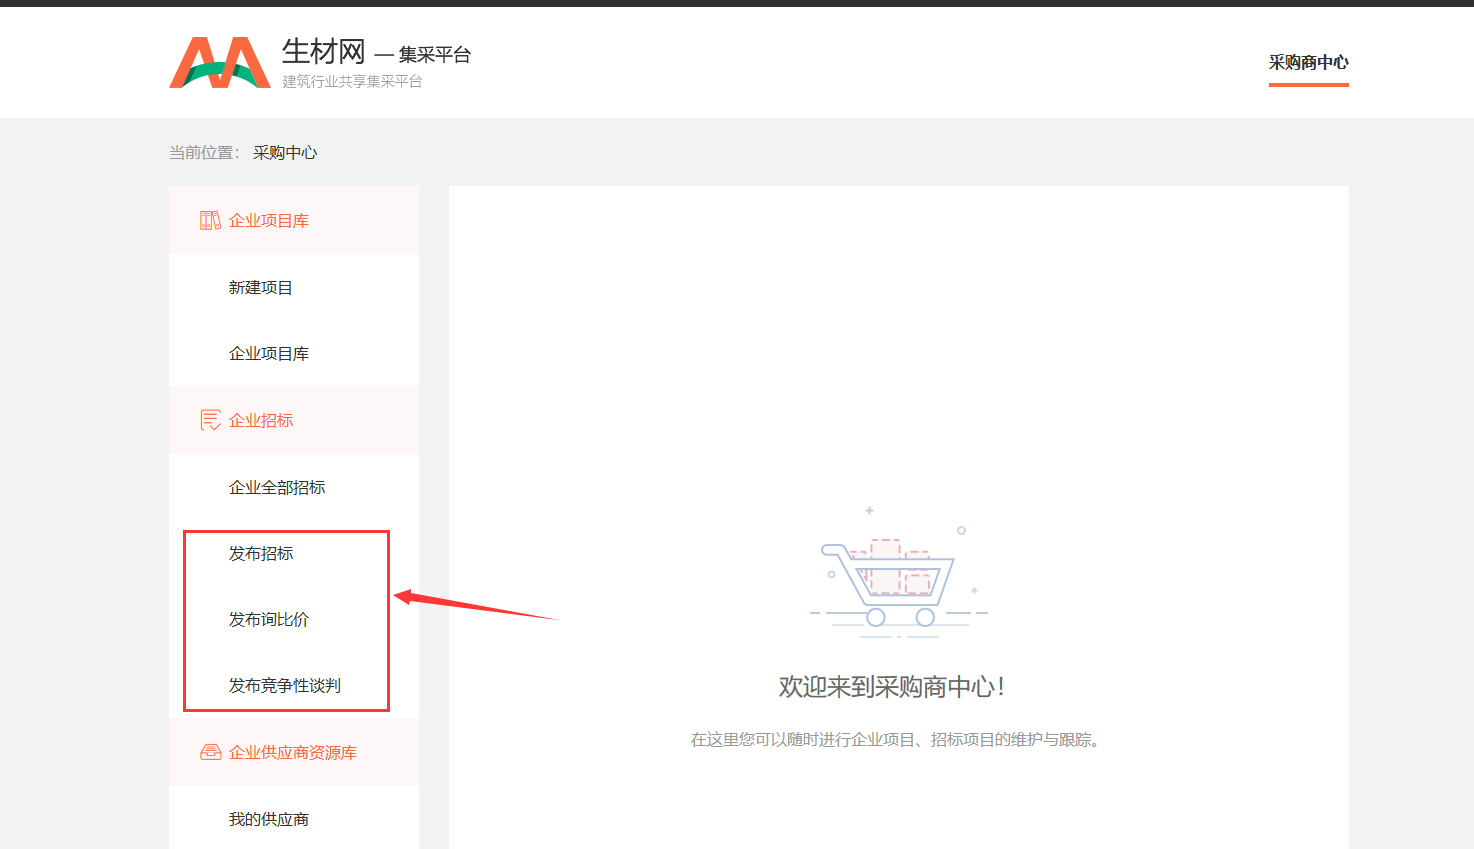 生材网 — 集采平台
建筑行业共享集采平台
采购商中心
当前位置： 采购中心
企业项目库
新建项目
企业项目库
企业招标
企业全部招标
发布招标
发布询比价
发布竞争性谈判
企业供应商资源库
我的供应商
欢迎来到采购商中心！
在这里您可以随时进行企业项目、招标项目的维护与跟踪。